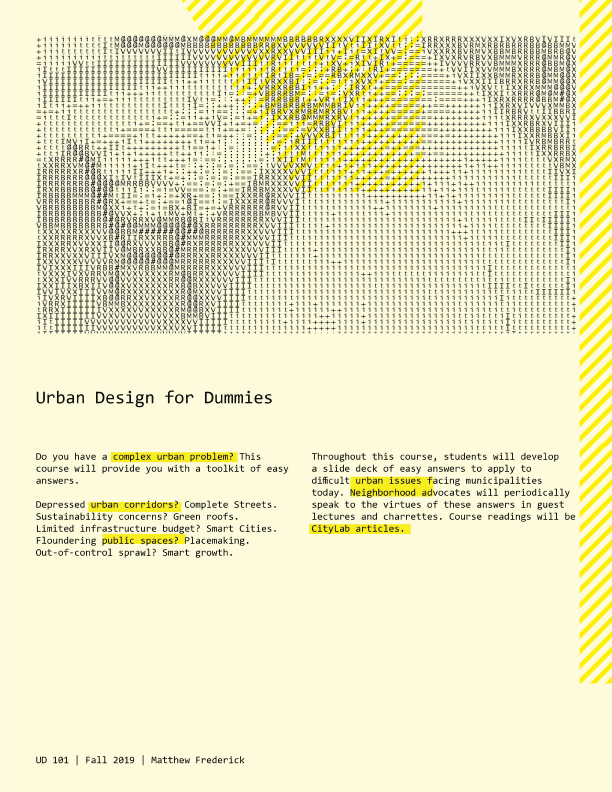 Urban Design for Dummies
Do you have a complex urban problem? This
course will provide you with a toolkit of easy
answers.
Depressed urban corridors? Complete Streets.
Sustainability concerns? Green roofs.
Limited infrastructure budget? Smart Cities.
Floundering public spaces? Placemaking.
Out-of-control sprawl? Smart growth.
Throughout this course, students will develop
a slide deck of easy answers to apply to
difficult urban issues facing municipalities
today. Neighborhood advocates will periodically
speak to the virtues of these answers in guest
lectures and charrettes. Course readings will be
CityLab articles.
UD 101 | Fall 2019 | Matthew Frederick